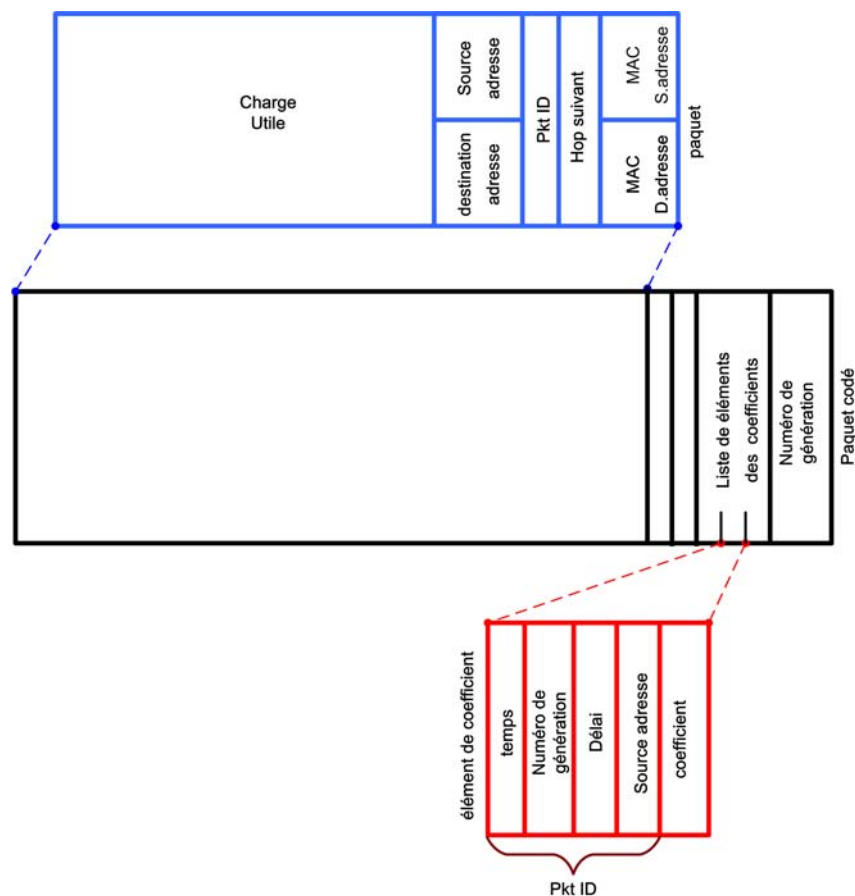 Charge
Utile
Source
adresse
destination
adresse
Pkt ID
Hop suivant
MAC
S.adresse
MAC
D.adresse
paquet
Liste de éléments
des coefficients
Numéro de
génération
Paquet codé
élément de coefficient
temps
Numéro de
génération
Délai
Source adresse
coefficient
Pkt ID